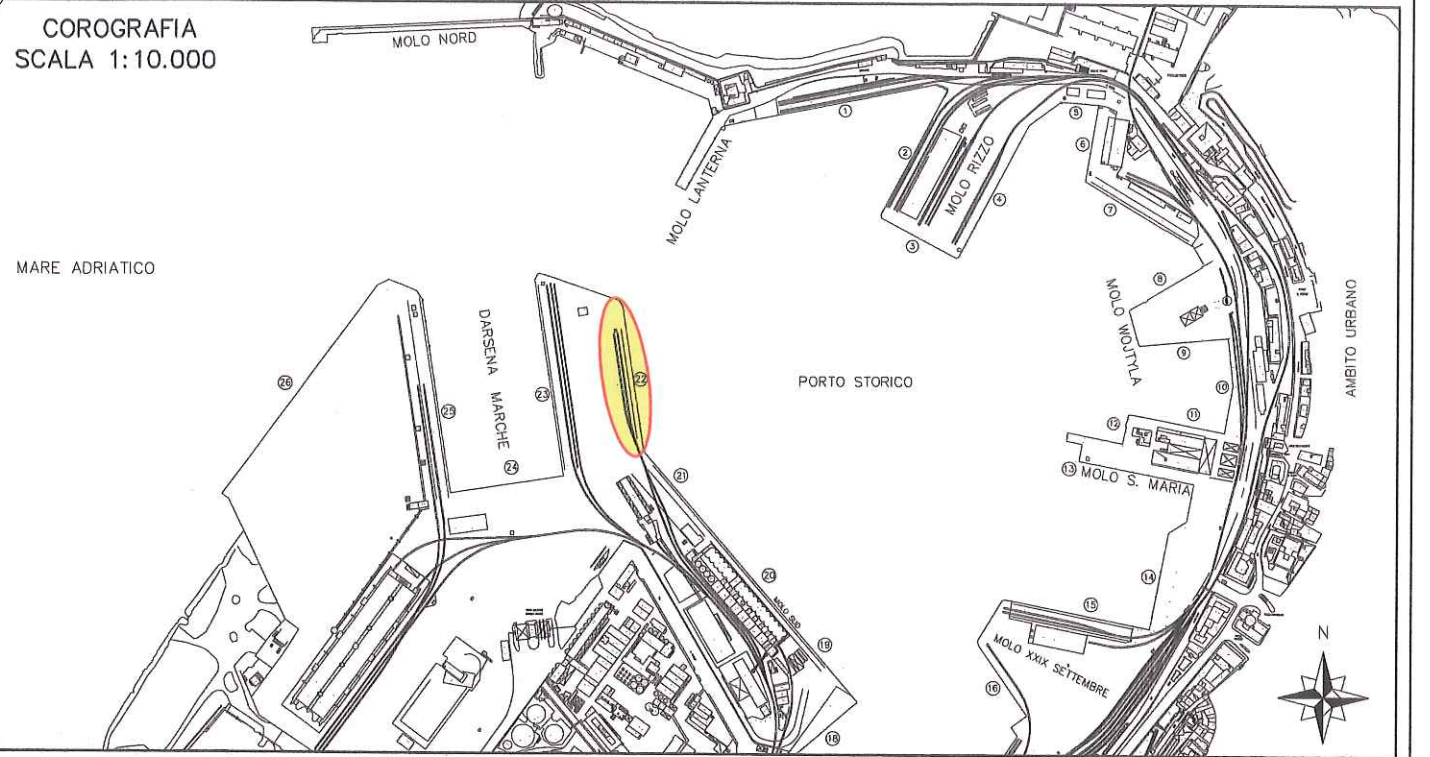 COROGRAFIA
SCALA 1:10.000
MOLO NORD
MOLO LANTERNA
1
2
3
MOLO RIZZO
4
5
6
7
MARE ADRIATICO
8
MOLO WOJTYLA
9
10
AMBITO URBANO
PORTO STORICO
11
12
13
MOLO S. MARIA
14
15
MOLO XXIX SETTEMBRE
16
18
19
MOLO SUD
20
21
22
23
24
DARSENA MARCHE
25
26
N